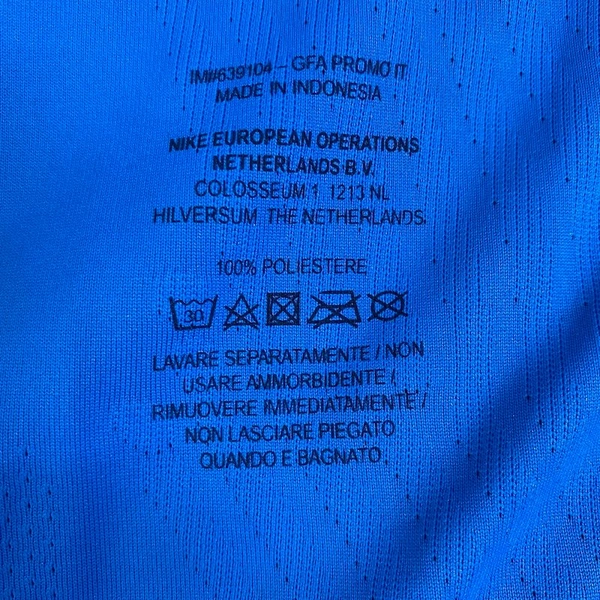 IM#639104 - GFA PROMO IT
MADE IN INDONESIA
NIKE EUROPEAN OPERATIONS
NETHERLANDS B.V.
COLOSSEUM 1 1213 NL
HILVERSUM THE NETHERLANDS
100% POLIESTERE
30
LAVARE SEPARATAMENTE / NON
USARE AMMORBIDENTE /
RIMUOVERE IMMEDIATAMENTE /
NON LASCIARE PIEGATO
QUANDO E BAGNATO